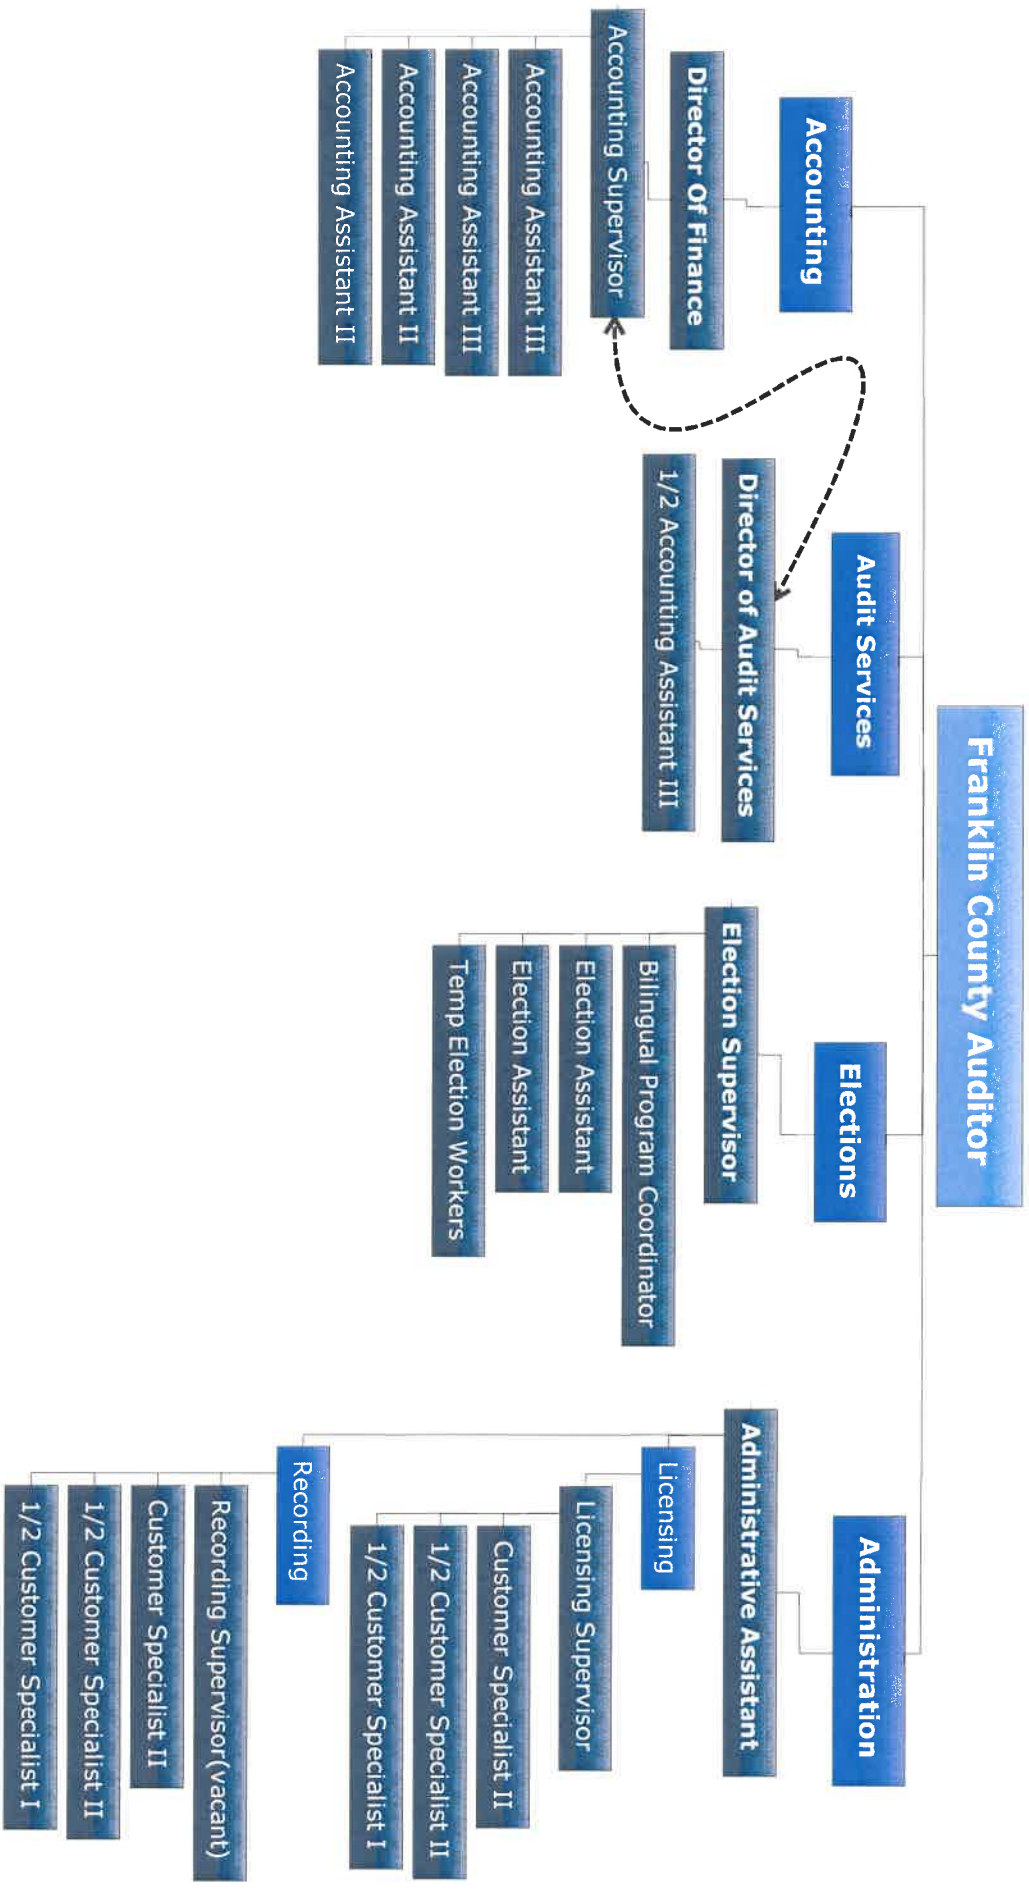 Franklin County Auditor
Accounting
Director Of Finance
Accounting Supervisor
Accounting Assistant III
Accounting Assistant III
Accounting Assistant II
Accounting Assistant II
Audit Services
Director of Audit Services
1/2 Accounting Assistant III
Elections
Election Supervisor
Bilingual Program Coordinator
Election Assistant
Election Assistant
Temp Election Workers
Administration
Administrative Assistant
Licensing
Licensing Supervisor
Customer Specialist II
1/2 Customer Specialist II
1/2 Customer Specialist I
Recording
Recording Supervisor(vacant)
Customer Specialist II
1/2 Customer Specialist II
1/2 Customer Specialist I